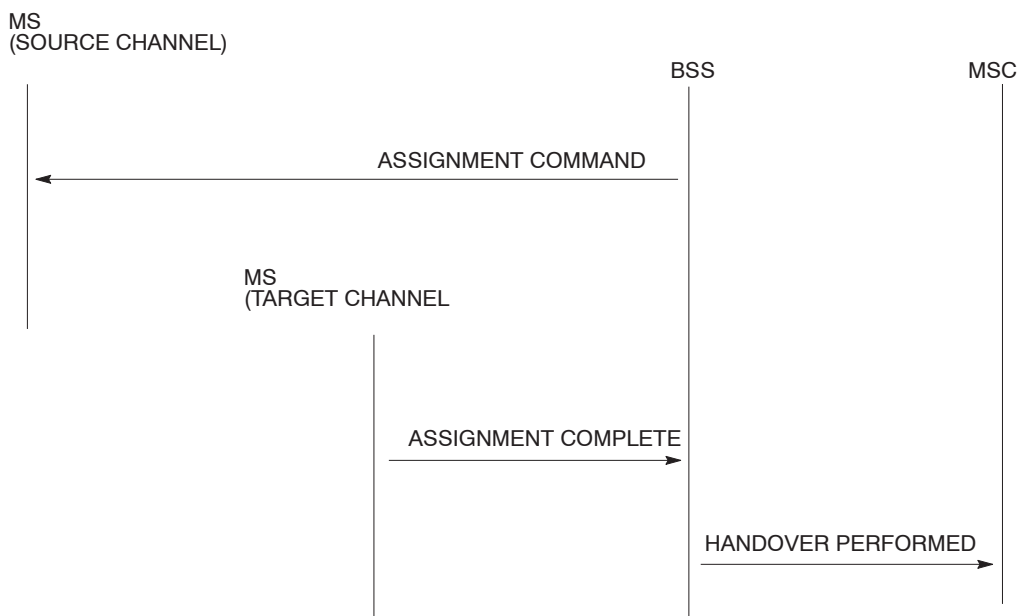 MS
(SOURCE CHANNEL)
BSS
MSC
ASSIGNMENT COMMAND
MS
(TARGET CHANNEL
ASSIGNMENT COMPLETE
HANDOVER PERFORMED